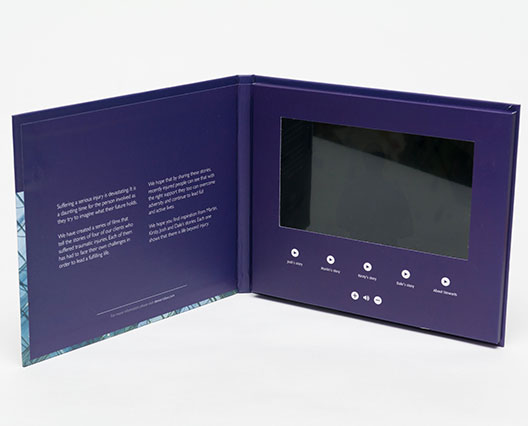 Suffering a serious injury is devastating. It is
a daunting time for the person involved as
they try to imagine what their future holds.
We have created a series of films that
tell the stories of four of our clients who
suffered traumatic injuries. Each of them
has had to face their own challenges in
order to lead a fulfilling life.
We hope that by sharing these stories,
recently injured people can see that with
the right support they too can overcome
adversity and continue to lead full
and active lives.
We hope you find inspiration from Martin,
Kirsty, Josh and Dale's stories. Each one
shows that there is life beyond injury.
For more information please visit
Josh's story
Martin's story
Kirsty's story
Dale's story
About